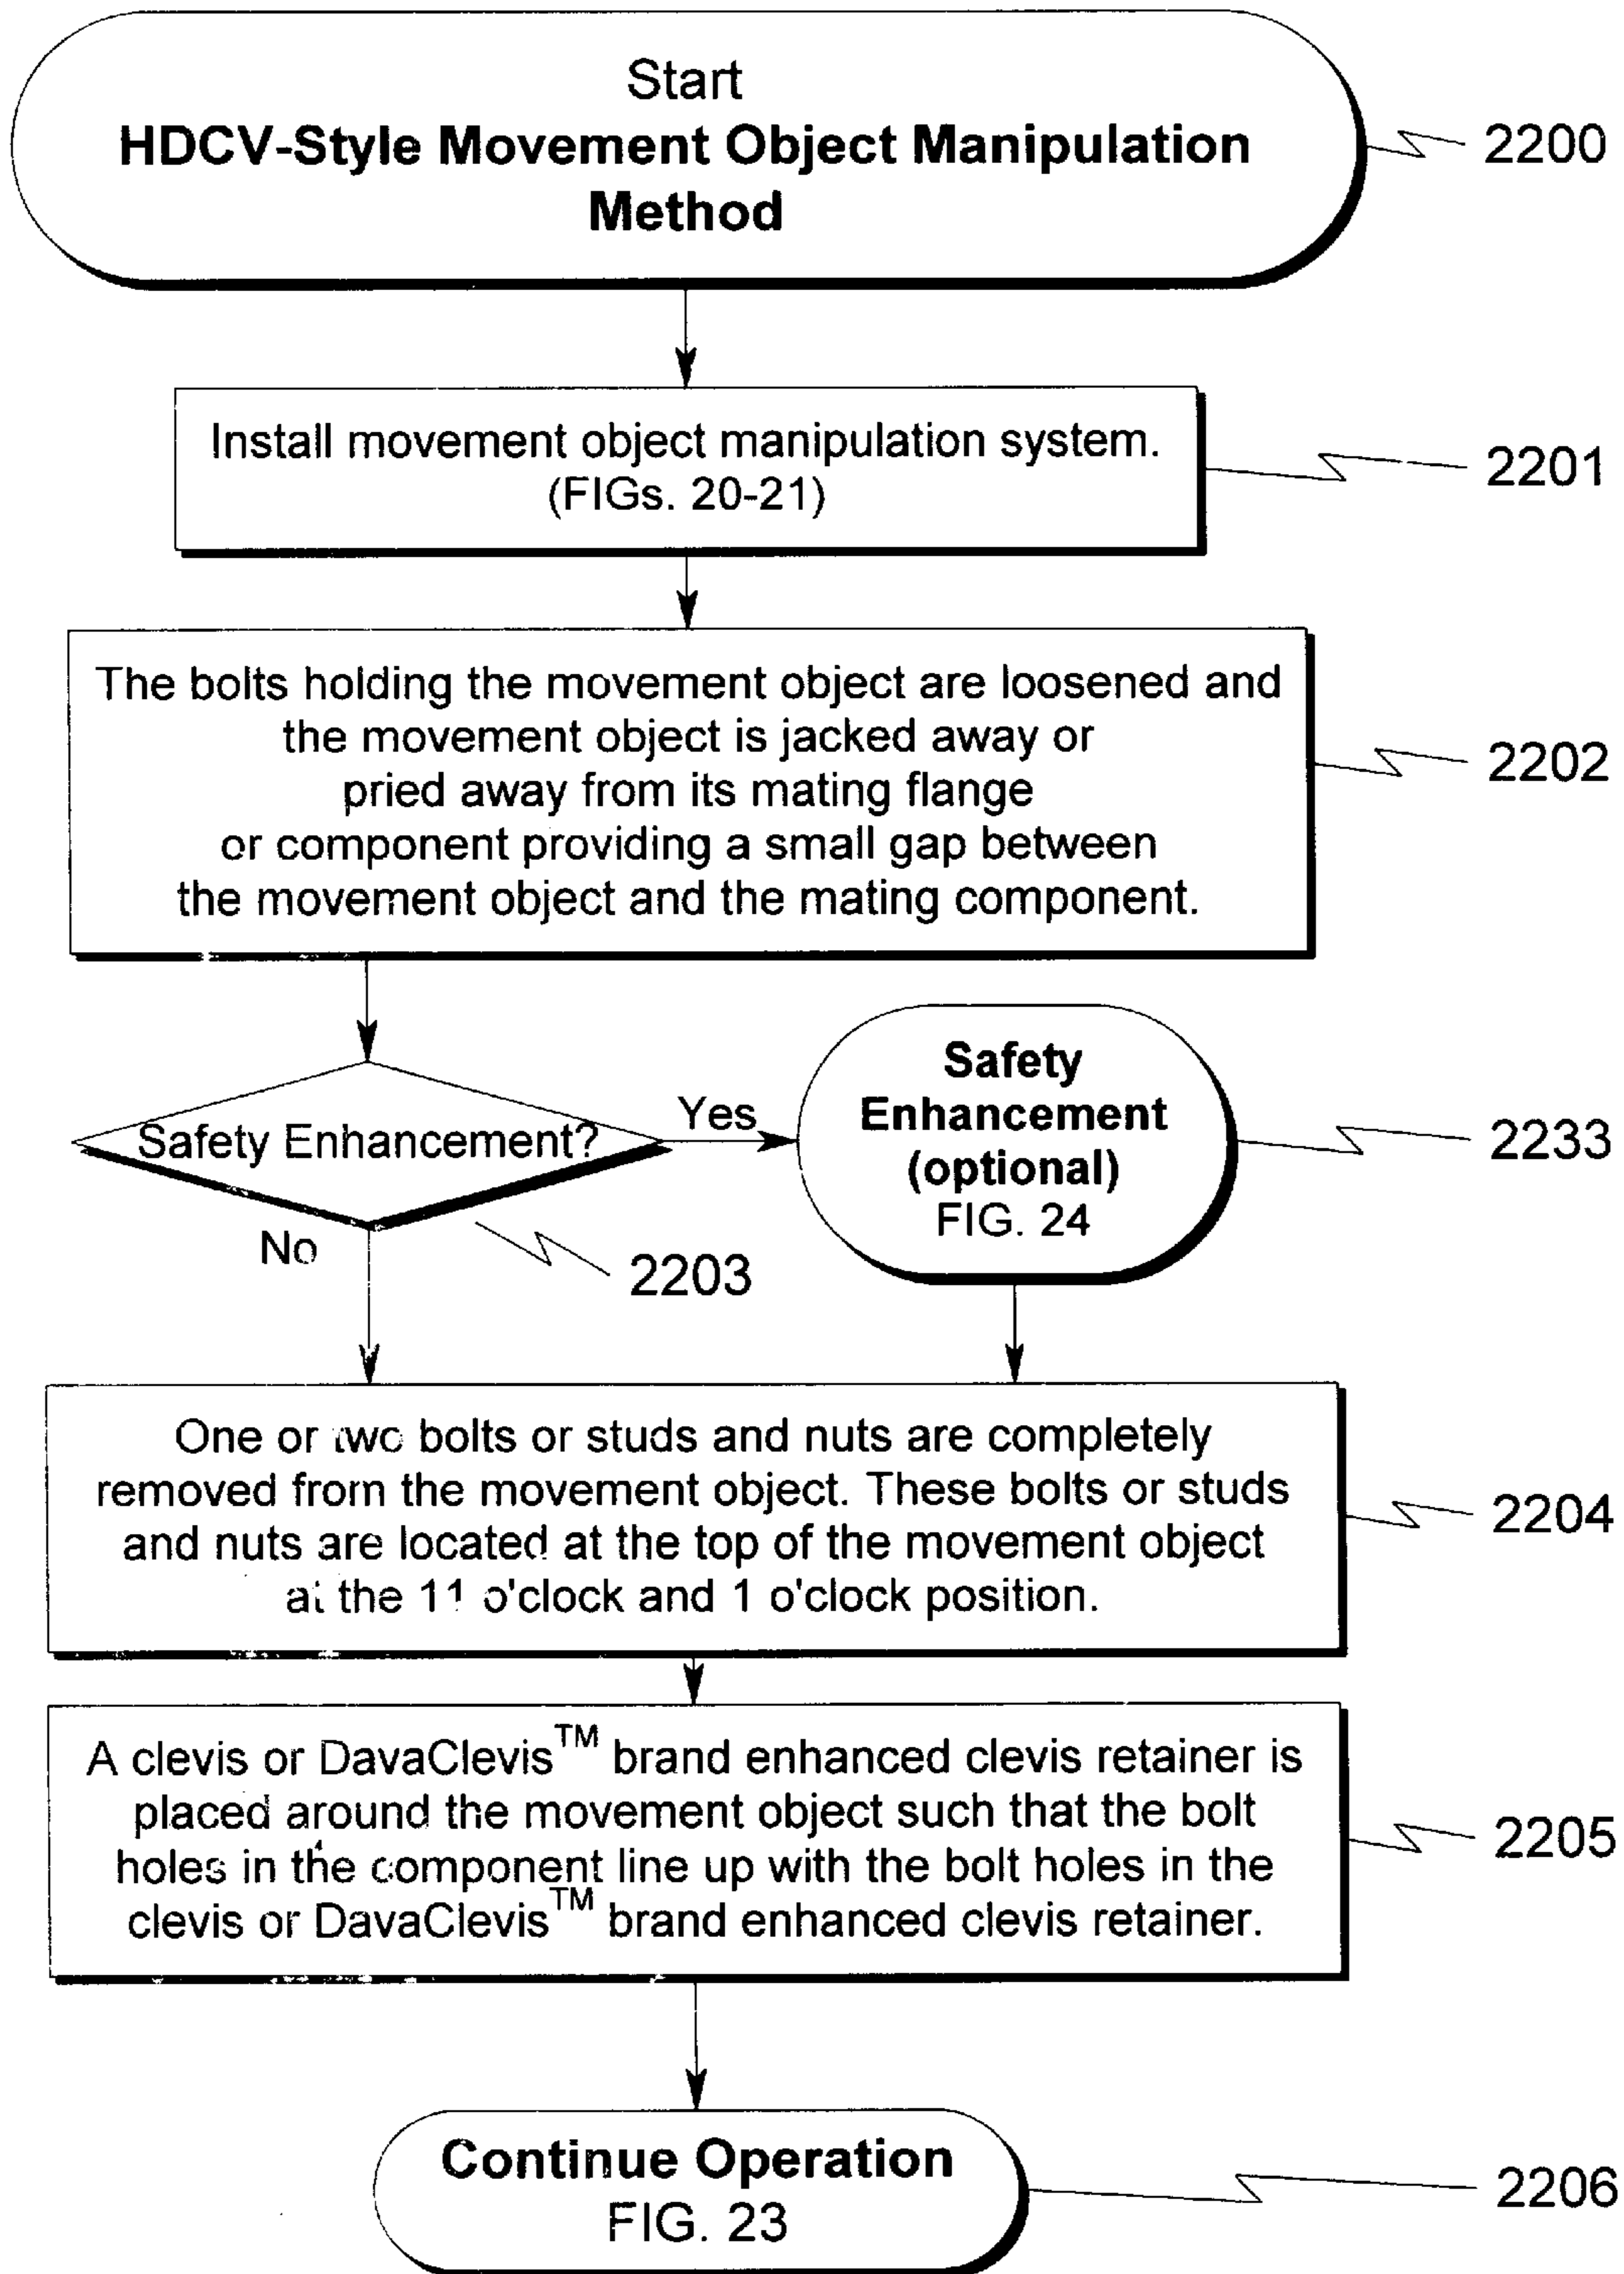 Start
HDCV-Style Movement Object Manipulation
Method
2200
Install movement object manipulation system.
(FIGs. 20-21)
2201
The bolts holding the movement object are loosened and
the movement object is jacked away or
pried away from its mating flange
or component providing a small gap between
the movement object and the mating component.
2202
Safety Enhancement?
Yes
No
2203
Safety
Enhancement
(optional)
FIG. 24
2233
One or two bolts or studs and nuts are completely
removed from the movement object. These bolts or studs
and nuts are located at the top of the movement object
at the 11 o'clock and 1 o'clock position.
2204
A clevis or DavaClevis™ brand enhanced clevis retainer is
placed around the movement object such that the bolt
holes in the component line up with the bolt holes in the
clevis or DavaClevis™ brand enhanced clevis retainer.
2205
Continue Operation
FIG. 23
2206